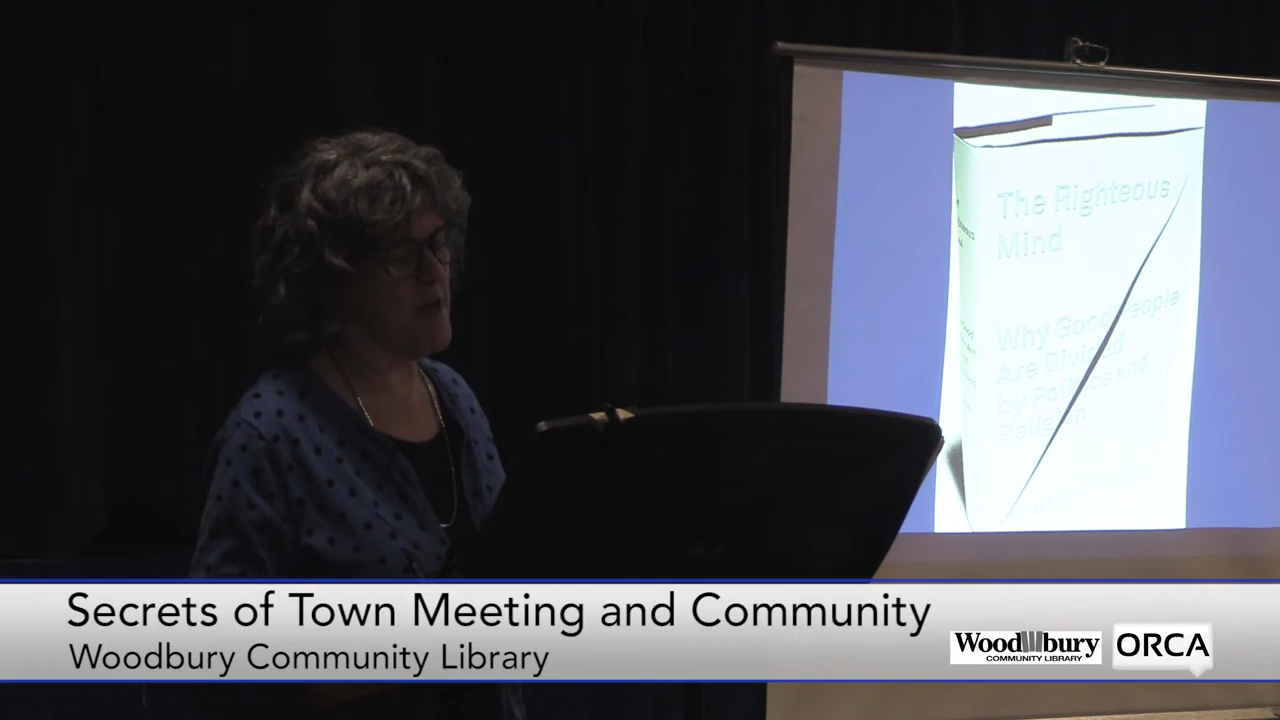 The Righteous
Mind
Why Good People
Are Divided
by Politics and
Religion
Secrets of Town Meeting and Community
Woodbury Community Library
Woodbury
COMMUNITY LIBRARY
ORCA